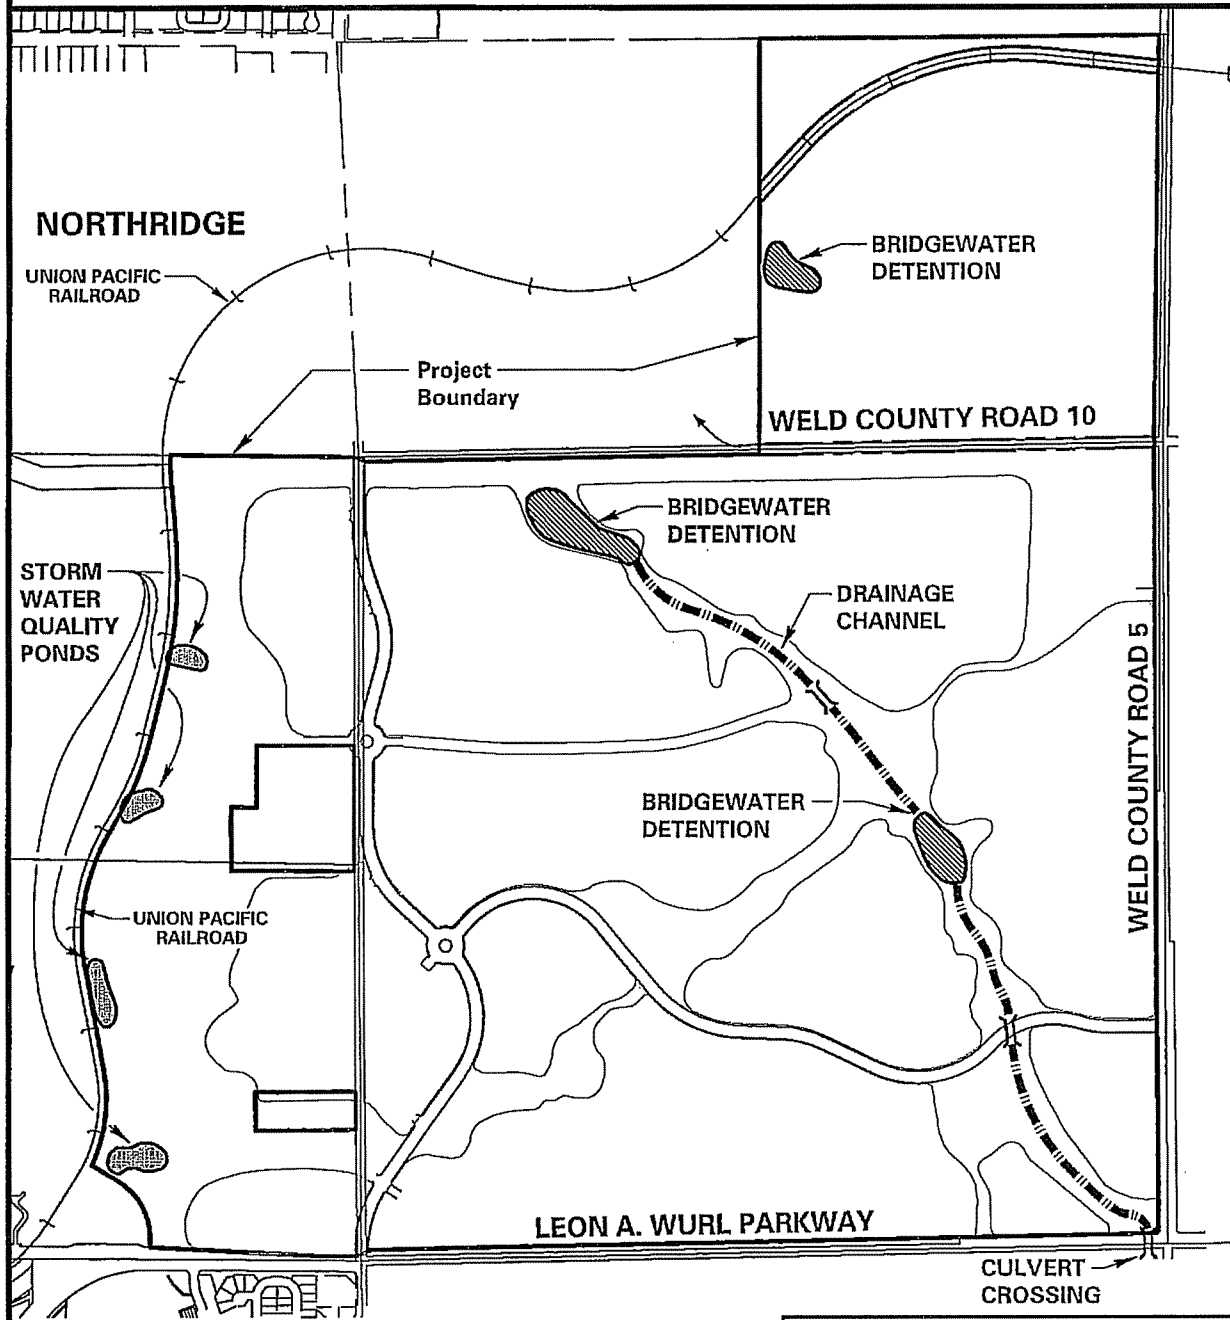 NORTHRIDGE
UNION PACIFIC
RAILROAD
BRIDGEWATER
DETENTION
Project
Boundary
WELD COUNTY ROAD 10
BRIDGEWATER
DETENTION
STORM
WATER
QUALITY
PONDS
DRAINAGE
CHANNEL
WELD COUNTY ROAD 5
BRIDGEWATER
DETENTION
UNION PACIFIC
RAILROAD
LEON A. WURL PARKWAY
CULVERT
CROSSING